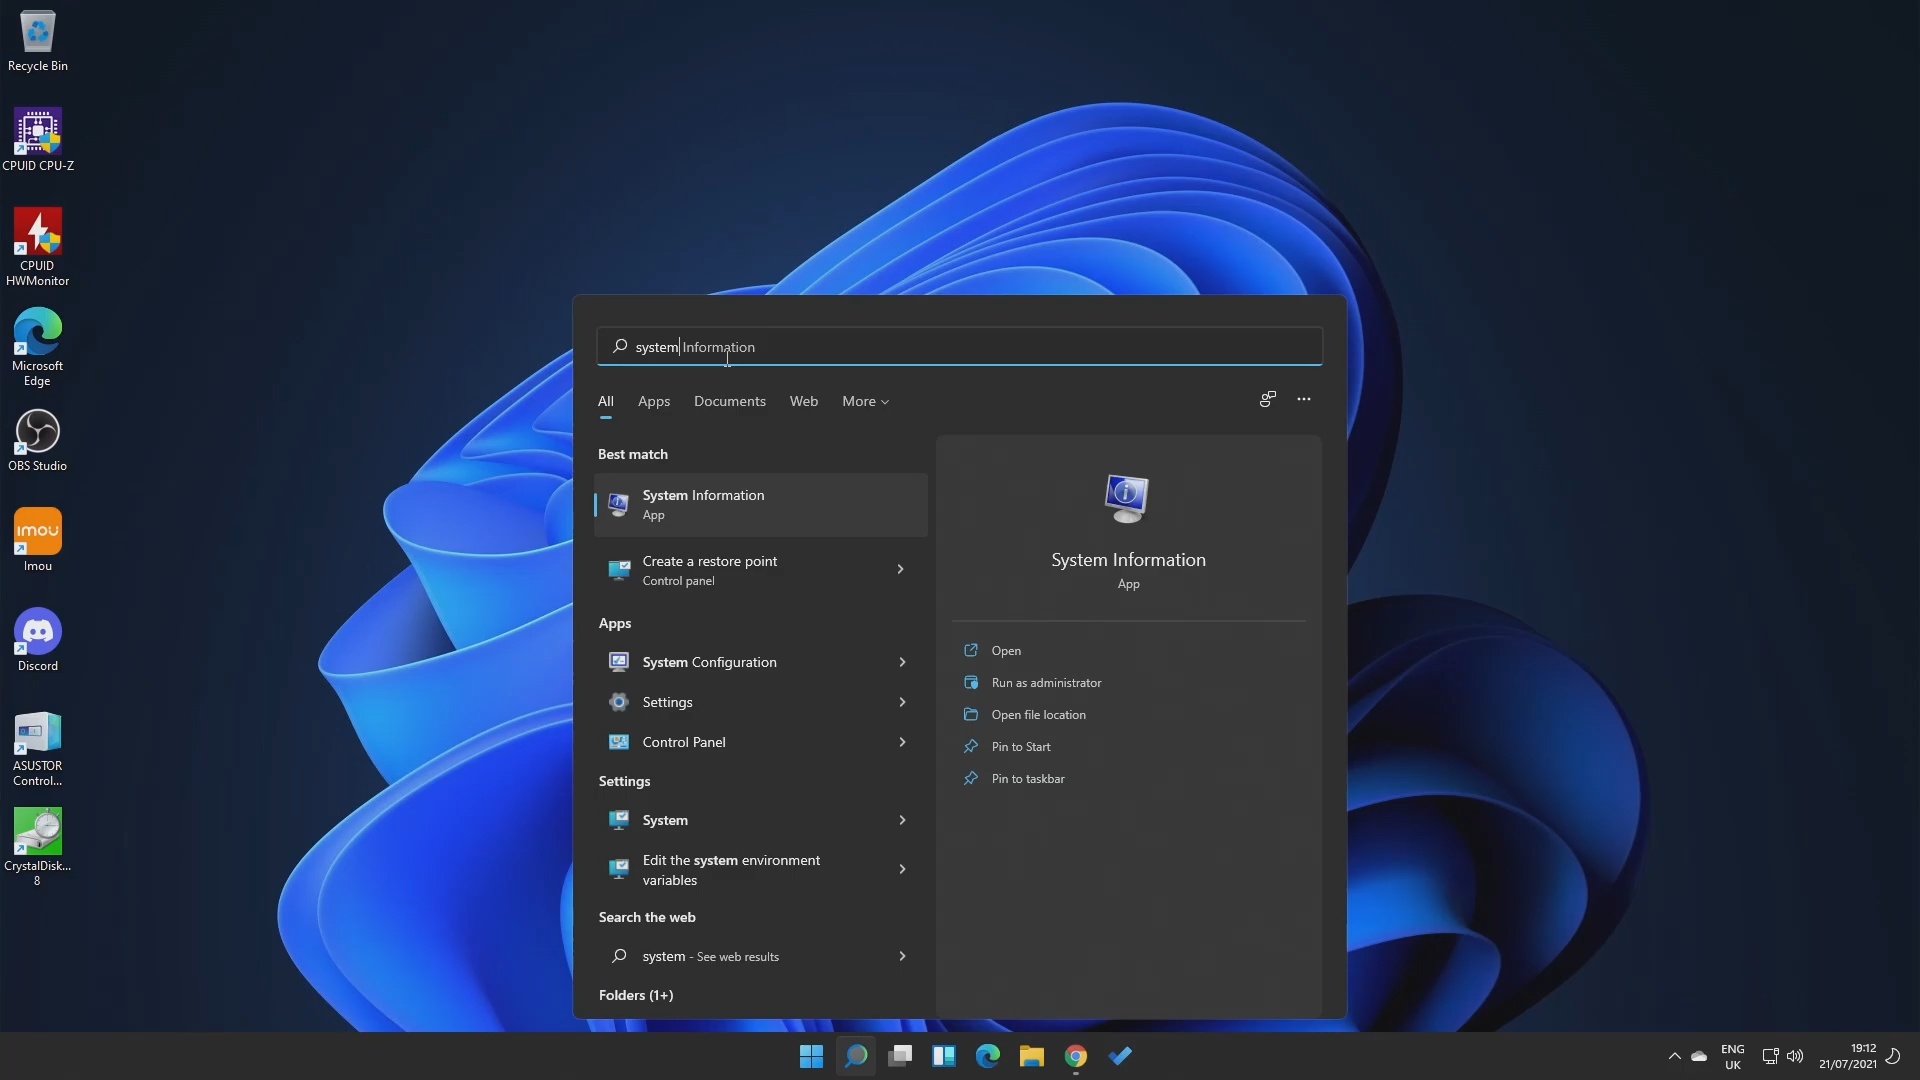 Recycle Bin
CPUID CPU-Z
CPUID
HWMonitor
Microsoft
Edge
OBS Studio
imou
Imou
Discord
ASUSTOR
Control...
CrystalDisk...
8
system Information
All
Apps
Documents
Web
More
Best match
System Information
App
Create a restore point
Control panel
Apps
System Configuration
Settings
Control Panel
Settings
System
Edit the system environment
variables
Search the web
system - See web results
Folders (1+)
System Information
App
Open
Run as administrator
Open file location
Pin to Start
Pin to taskbar
ENG
UK
19:12
21/07/2021